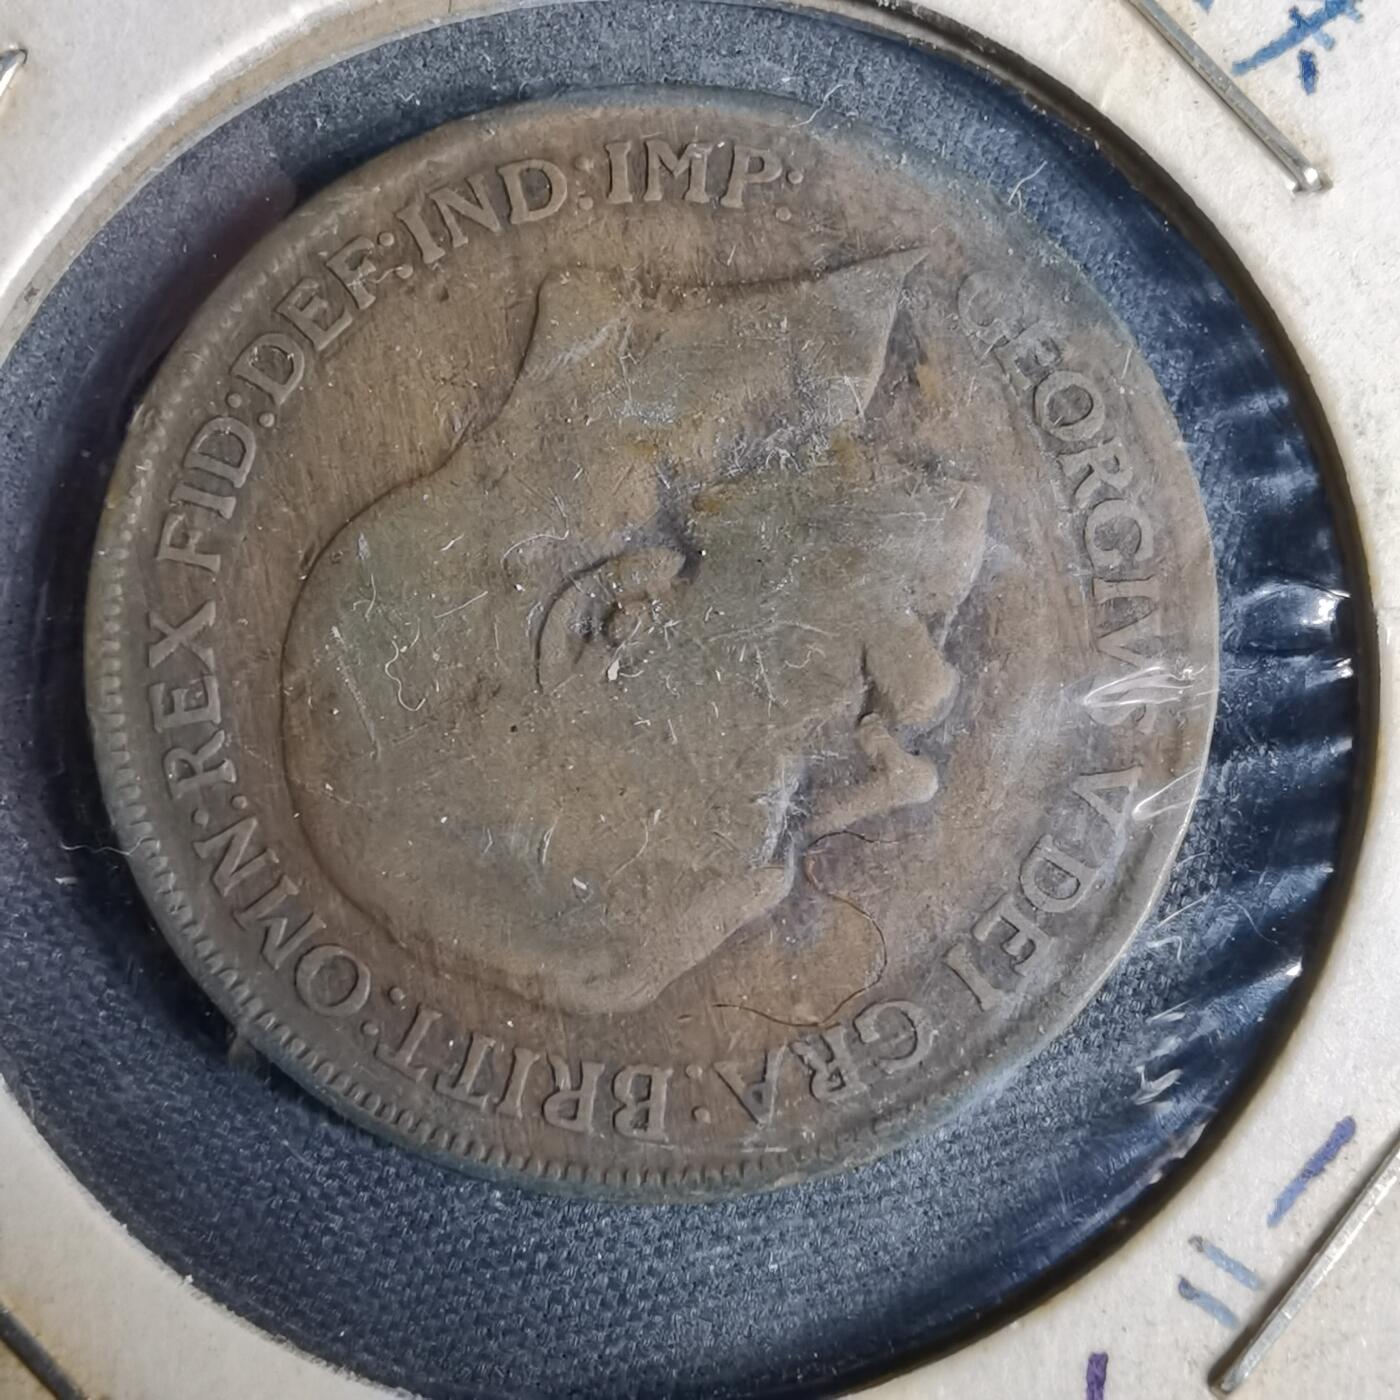 GEORGIVS V DEI GRA: BRITT: OMN: REX FID: DEF: IND: IMP: